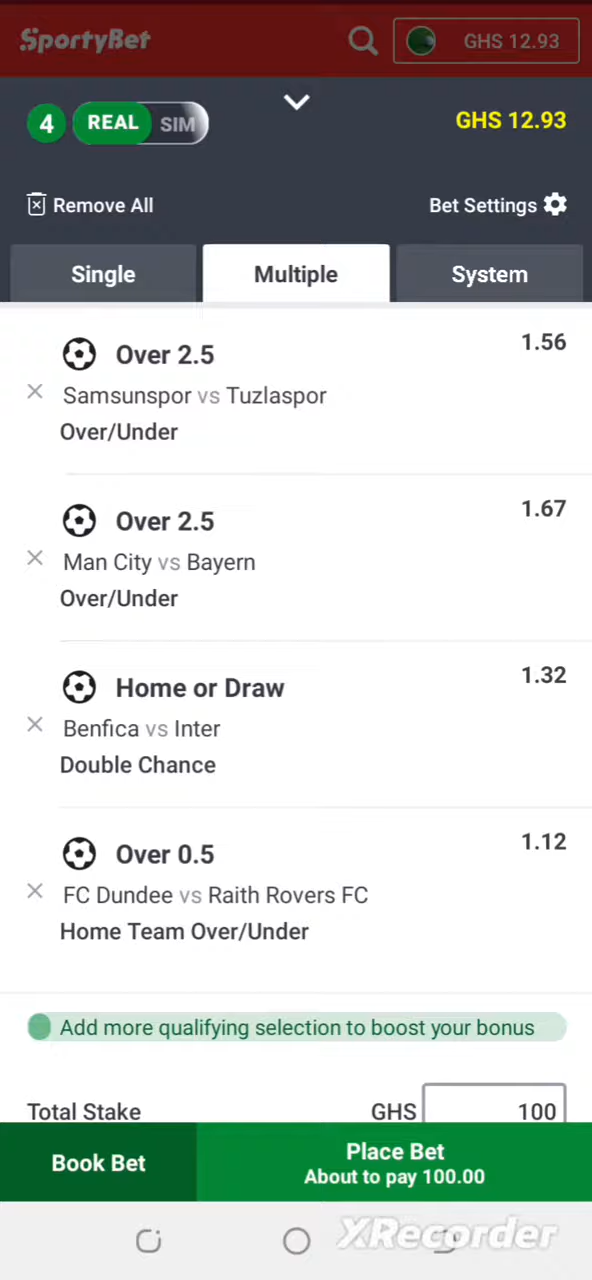 SportyBet
GHS 12.93
4 REAL SIM GHS 12.93
Remove All Bet Settings
Single Multiple System
Over 2.5 1.56
Samsunspor vs Tuzlaspor
Over/Under
Over 2.5 1.67
Man City vs Bayern
Over/Under
Home or Draw 1.32
Benfica vs Inter
Double Chance
Over 0.5 1.12
FC Dundee vs Raith Rovers FC
Home Team Over/Under
Add more qualifying selection to boost your bonus
Total Stake GHS 100
Book Bet
Place Bet
About to pay 100.00
XRecorder